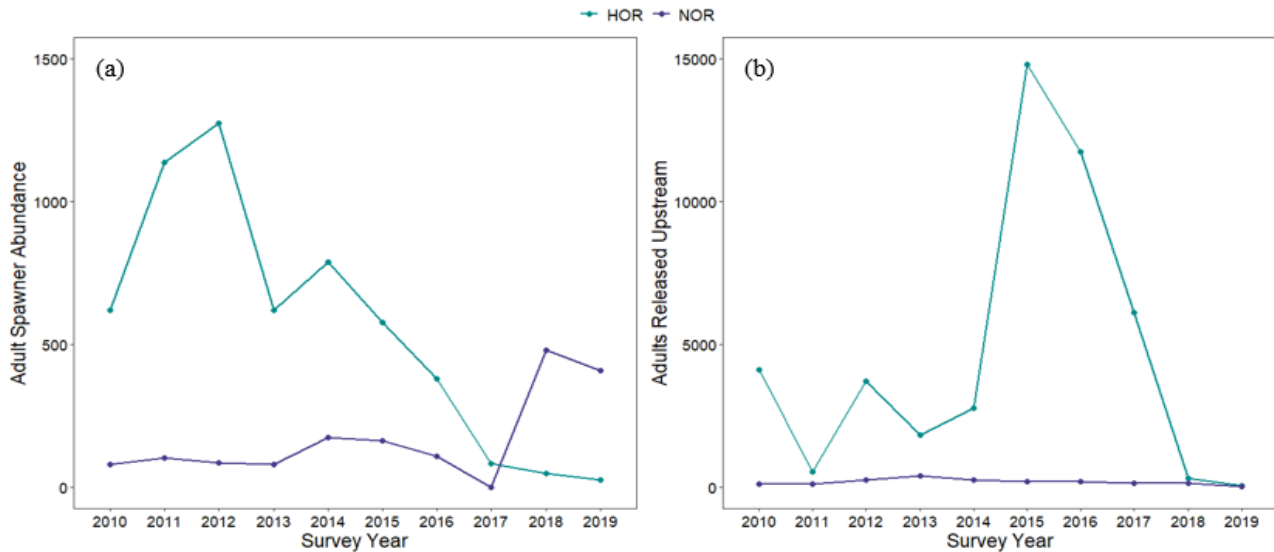 HOR NOR
(a)
Adult Spawner Abundance
1500
1000
500
0
2010 2011 2012 2013 2014 2015 2016 2017 2018 2019
Survey Year
(b)
Adults Released Upstream
15000
10000
5000
0
2010 2011 2012 2013 2014 2015 2016 2017 2018 2019
Survey Year